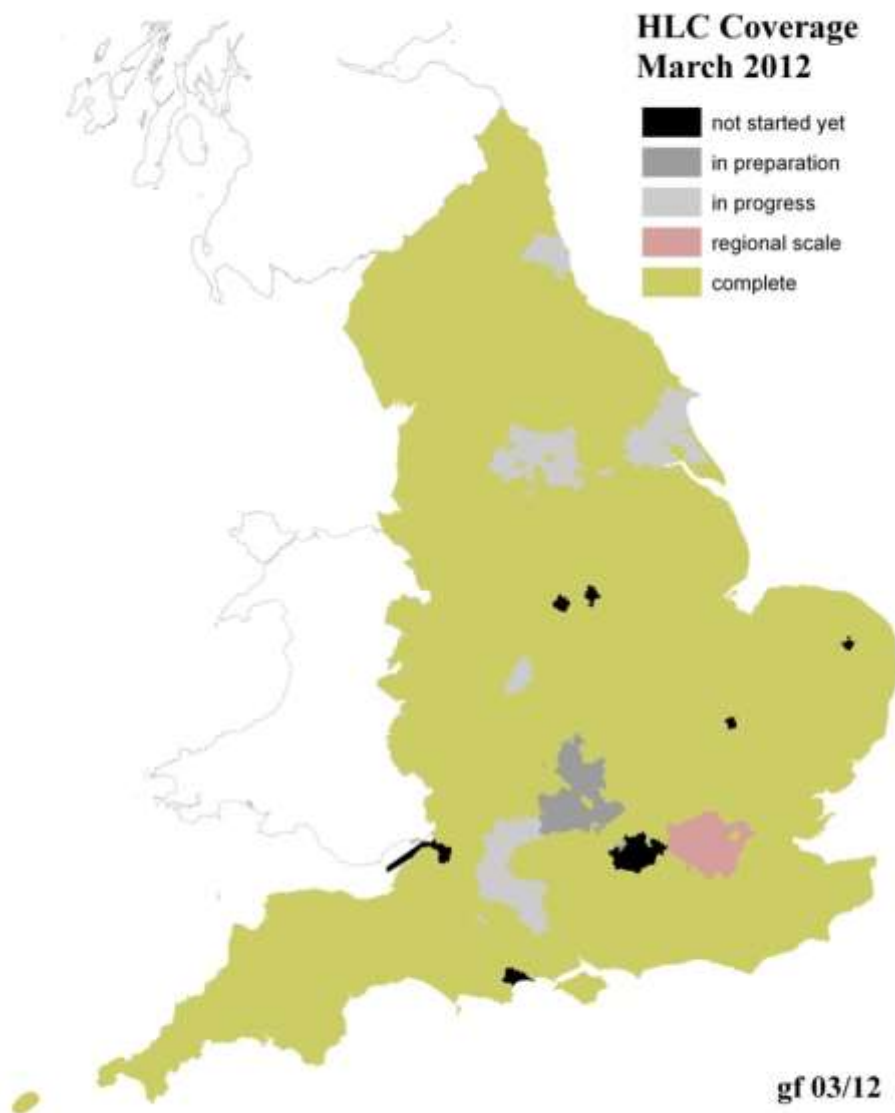 HLC Coverage
March 2012
not started yet
in preparation
in progress
regional scale
complete
gf 03/12